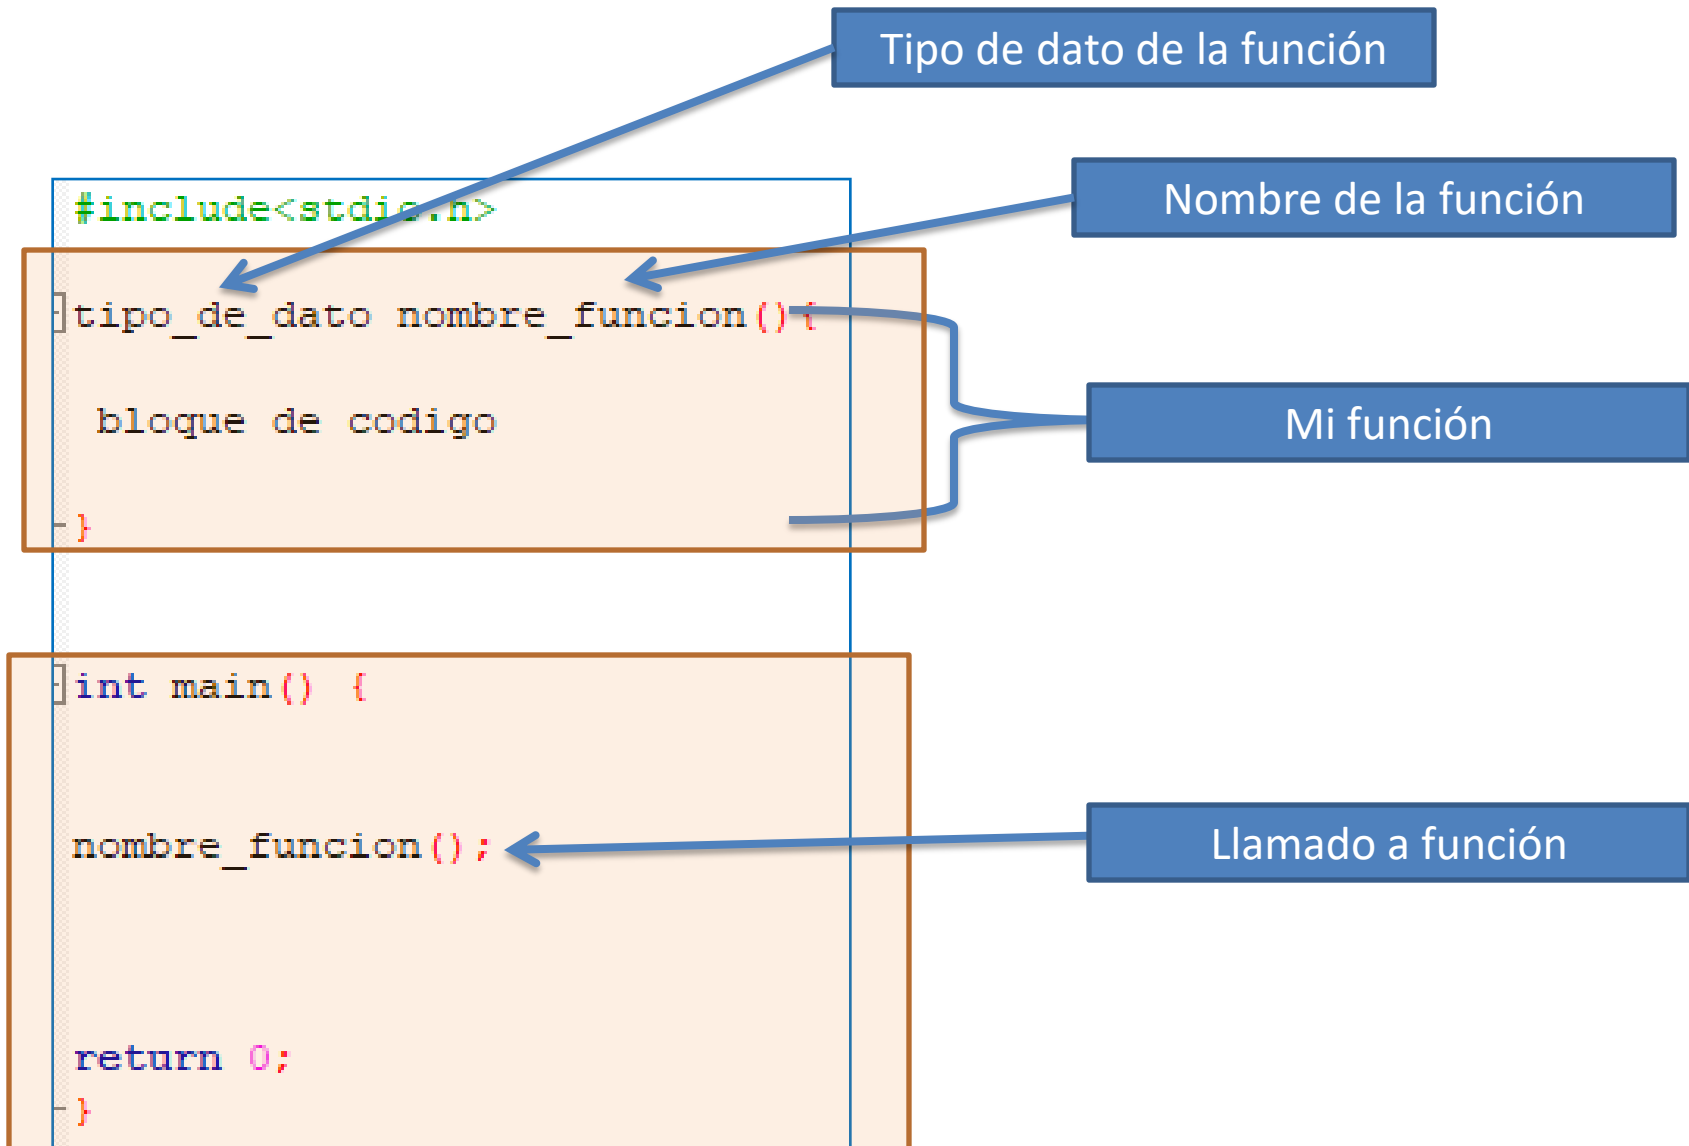 Tipo de dato de la función
Nombre de la función
#include<stdio.h>
tipo_de_dato nombre_funcion(){
bloque de codigo
Mi función
}
int main() {
nombre_funcion();
Llamado a función
return 0;
}